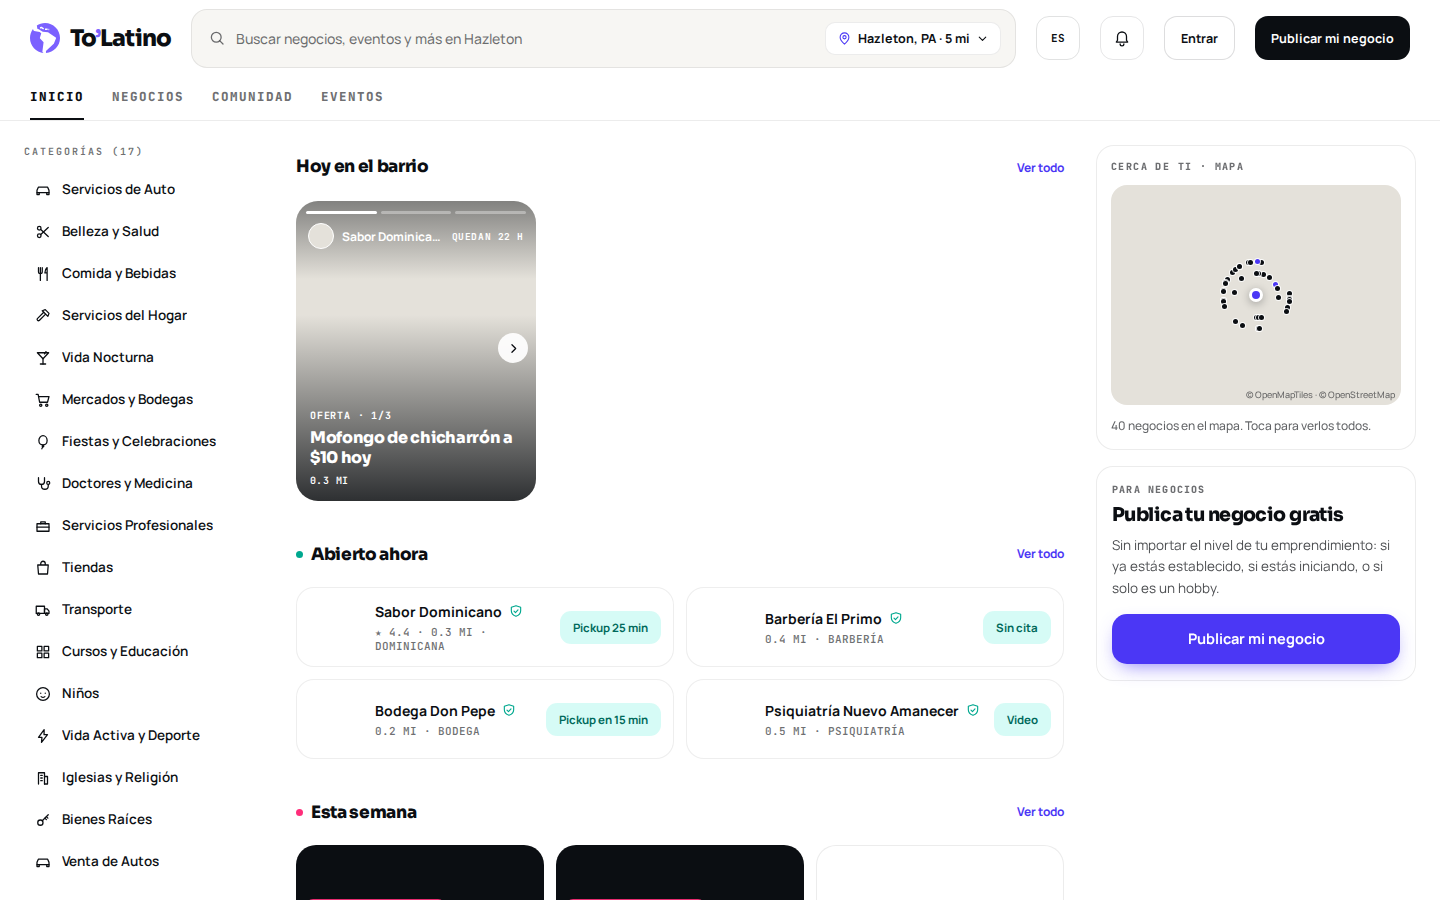 To'Latino
Buscar negocios, eventos y más en Hazleton
Hazleton, PA · 5 mi
ES
Entrar
Publicar mi negocio
INICIO
NEGOCIOS
COMUNIDAD
EVENTOS
CATEGORÍAS (17)
Servicios de Auto
Belleza y Salud
Comida y Bebidas
Servicios del Hogar
Vida Nocturna
Mercados y Bodegas
Fiestas y Celebraciones
Doctores y Medicina
Servicios Profesionales
Tiendas
Transporte
Cursos y Educación
Niños
Vida Activa y Deporte
Iglesias y Religión
Bienes Raíces
Venta de Autos
Hoy en el barrio
Ver todo
Sabor Dominica...
QUEDAN 22 H
OFERTA · 1/3
Mofongo de chicharrón a
$10 hoy
0.3 MI
Abierto ahora
Ver todo
Sabor Dominicano
★ 4.4 · 0.3 MI ·
DOMINICANA
Pickup 25 min
Barbería El Primo
0.4 MI · BARBERÍA
Sin cita
Bodega Don Pepe
0.2 MI · BODEGA
Pickup en 15 min
Psiquiatría Nuevo Amanecer
0.5 MI · PSIQUIATRÍA
Video
Esta semana
Ver todo
CERCA DE TI · MAPA
© OpenMapTiles · © OpenStreetMap
40 negocios en el mapa. Toca para verlos todos.
PARA NEGOCIOS
Publica tu negocio gratis
Sin importar el nivel de tu emprendimiento: si
ya estás establecido, si estás iniciando, o si
solo es un hobby.
Publicar mi negocio